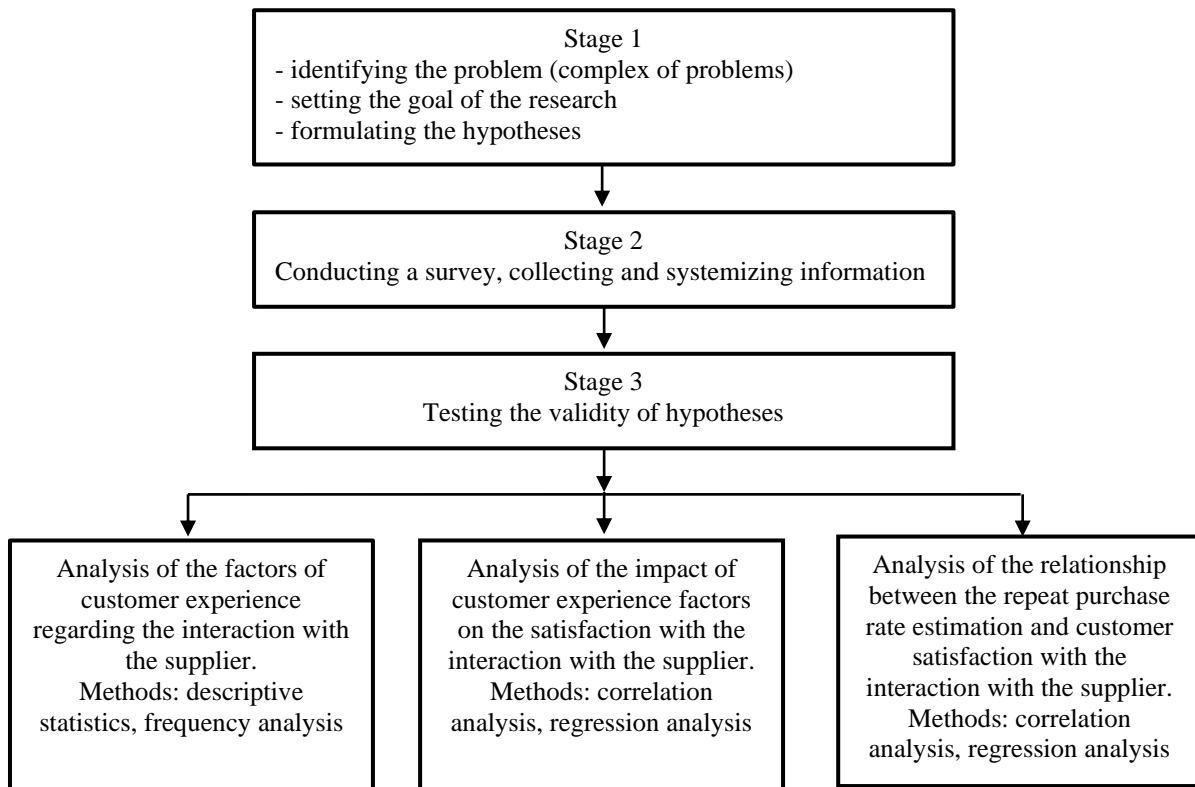 Stage 1
- identifying the problem (complex of problems)
- setting the goal of the research
- formulating the hypotheses
Stage 2
Conducting a survey, collecting and systemizing information
Stage 3
Testing the validity of hypotheses
Analysis of the factors of
customer experience
regarding the interaction with
the supplier.
Methods: descriptive
statistics, frequency analysis
Analysis of the impact of
customer experience factors
on the satisfaction with the
interaction with the supplier.
Methods: correlation
analysis, regression analysis
Analysis of the relationship
between the repeat purchase
rate estimation and customer
satisfaction with the
interaction with the supplier.
Methods: correlation
analysis, regression analysis